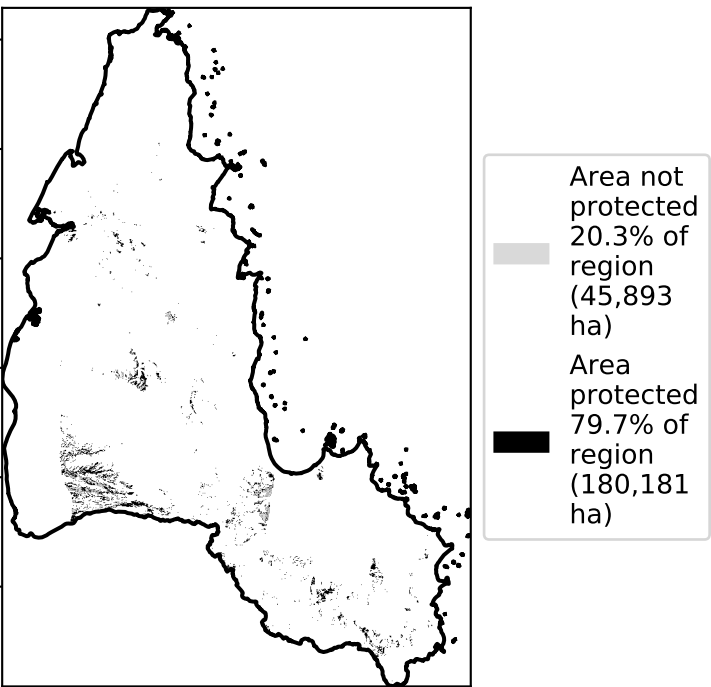 Area not
protected
20.3% of
region
(45,893
ha)
Area
protected
79.7% of
region
(180,181
ha)